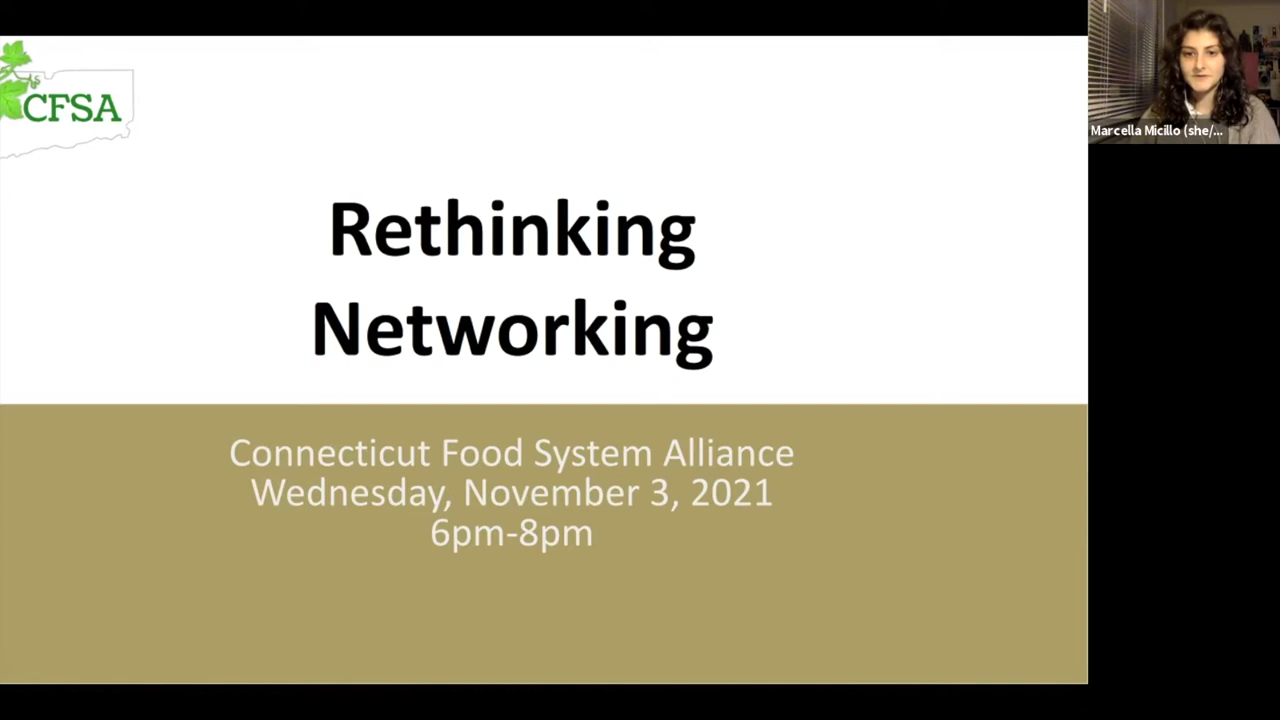 CFSA
Rethinking
Networking
Connecticut Food System Alliance
Wednesday, November 3, 2021
6pm-8pm
Marcella Micillo (she/...